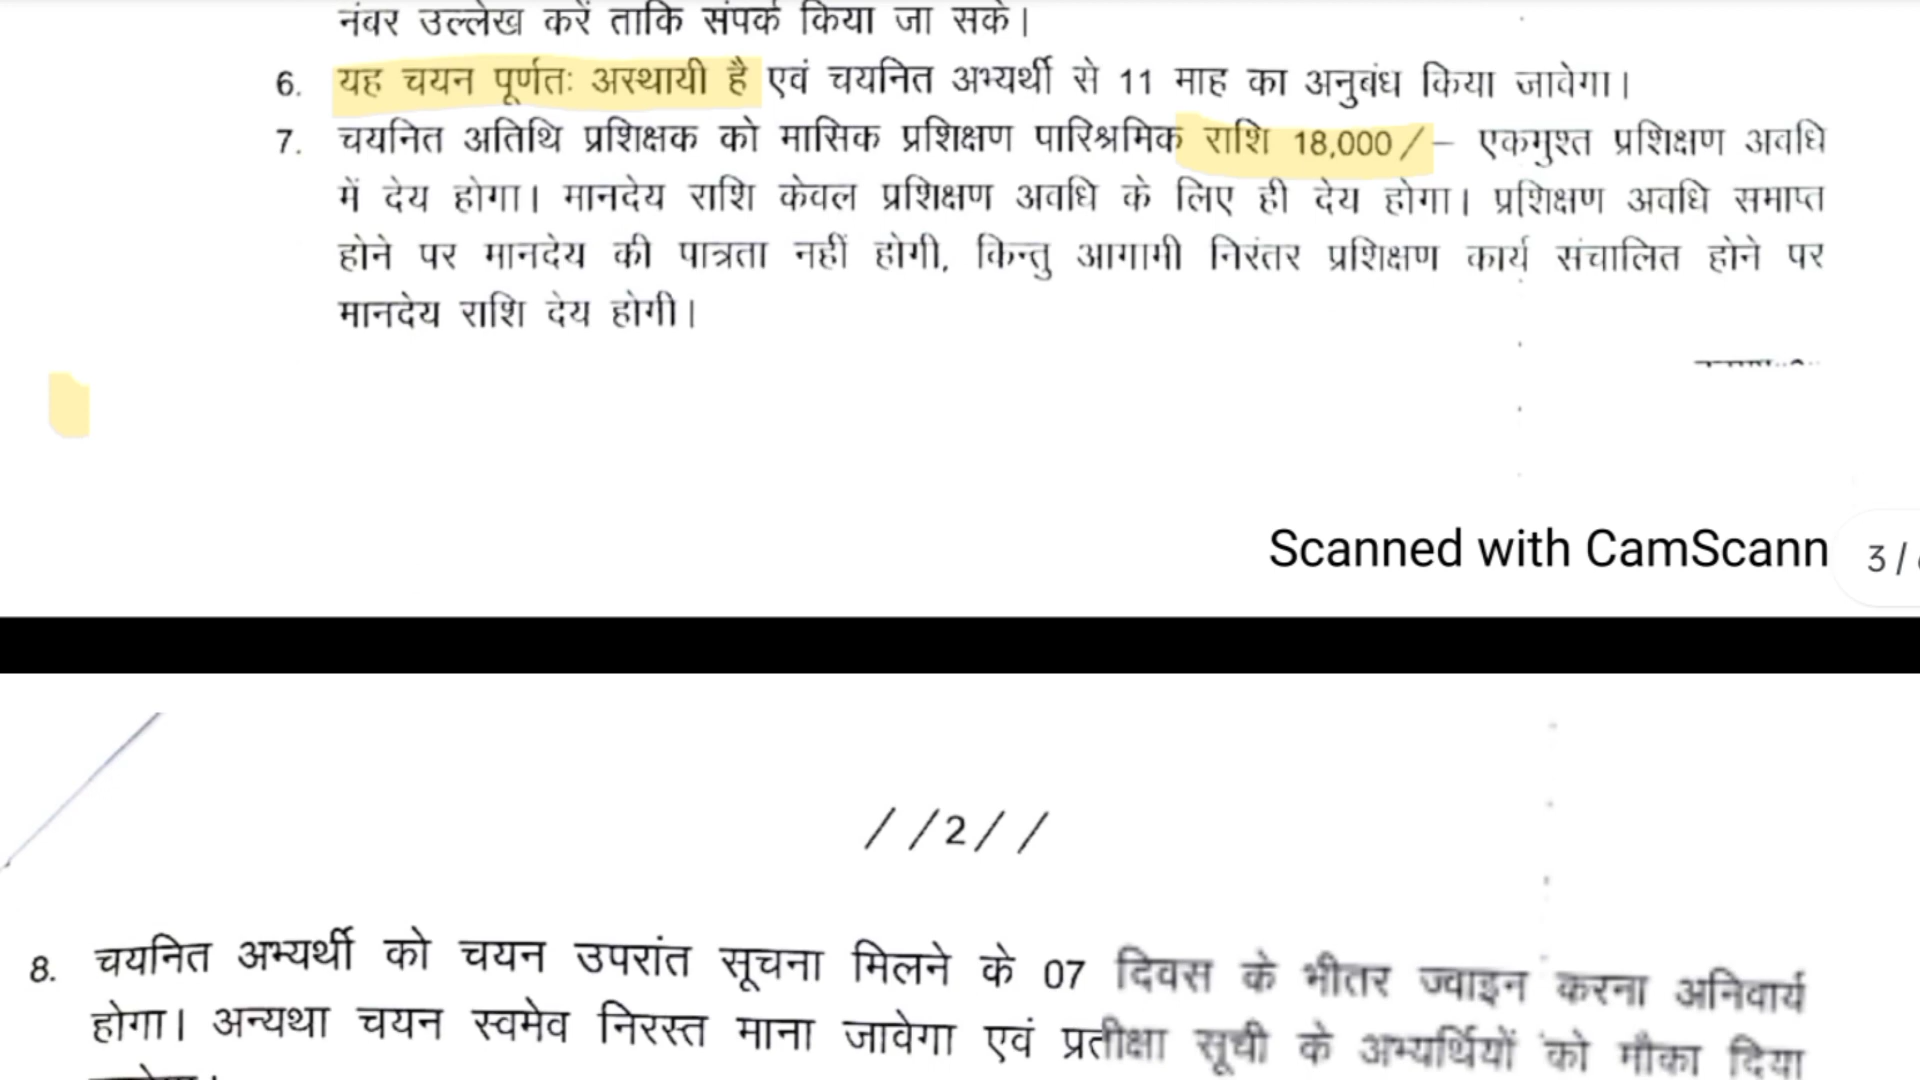 नंबर उल्लेख करें ताकि संपर्क किया जा सके।
6. यह चयन पूर्णतः अस्थायी है एवं चयनित अभ्यर्थी से 11 माह का अनुबंध किया जावेगा।
7. चयनित अतिथि प्रशिक्षक को मासिक प्रशिक्षण पारिश्रमिक राशि 18,000/– एकमुश्त प्रशिक्षण अवधि
में देय होगा। मानदेय राशि केवल प्रशिक्षण अवधि के लिए ही देय होगा। प्रशिक्षण अवधि समाप्त
होने पर मानदेय की पात्रता नहीं होगी, किन्तु आगामी निरंतर प्रशिक्षण कार्य संचालित होने पर
मानदेय राशि देय होगी।
Scanned with CamScann
3 /
//2//
8. चयनित अभ्यर्थी को चयन उपरांत सूचना मिलने के 07 दिवस के भीतर ज्वाइन करना अनिवार्य
होगा। अन्यथा चयन स्वमेव निरस्त माना जावेगा एवं प्रतीक्षा सूची के अभ्यर्थियों को मौका दिया